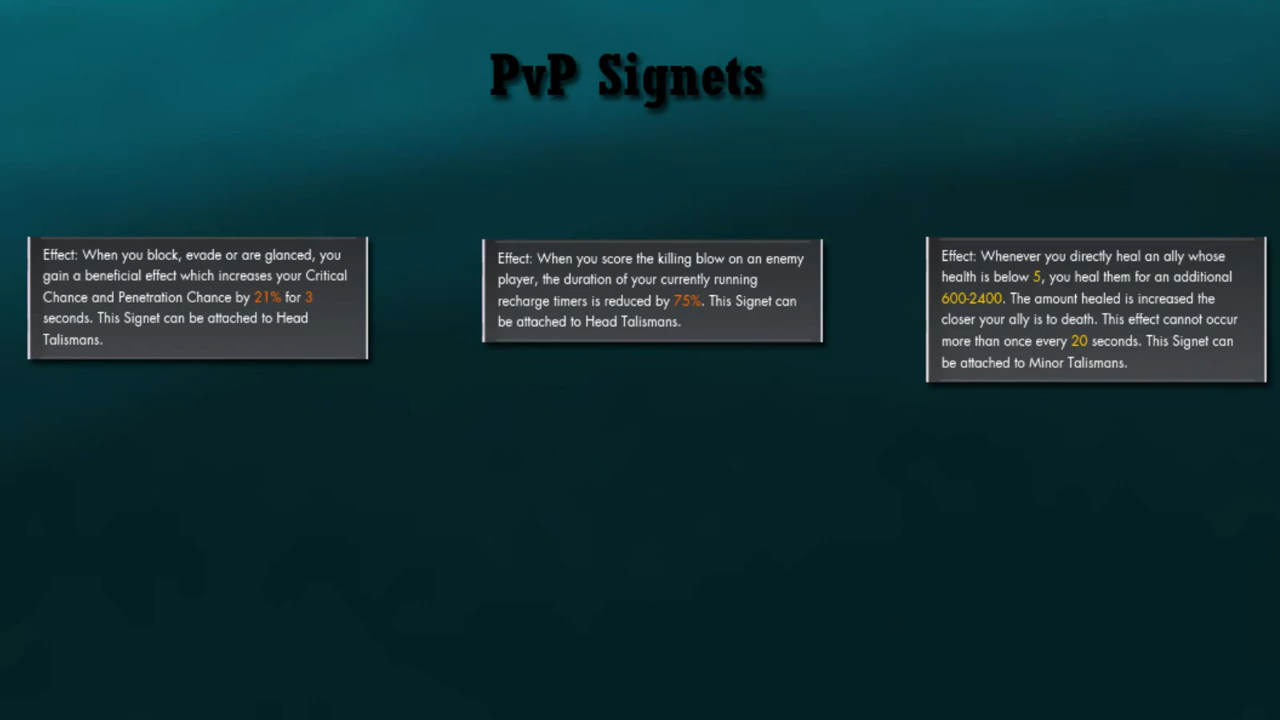 PvP Signets
Effect: When you block, evade or are glanced, you
gain a beneficial effect which increases your Critical
Chance and Penetration Chance by 21% for 3
seconds. This Signet can be attached to Head
Talismans.
Effect: When you score the killing blow on an enemy
player, the duration of your currently running
recharge timers is reduced by 75%. This Signet can
be attached to Head Talismans.
Effect: Whenever you directly heal an ally whose
health is below 5, you heal them for an additional
600-2400. The amount healed is increased the
closer your ally is to death. This effect cannot occur
more than once every 20 seconds. This Signet can
be attached to Minor Talismans.